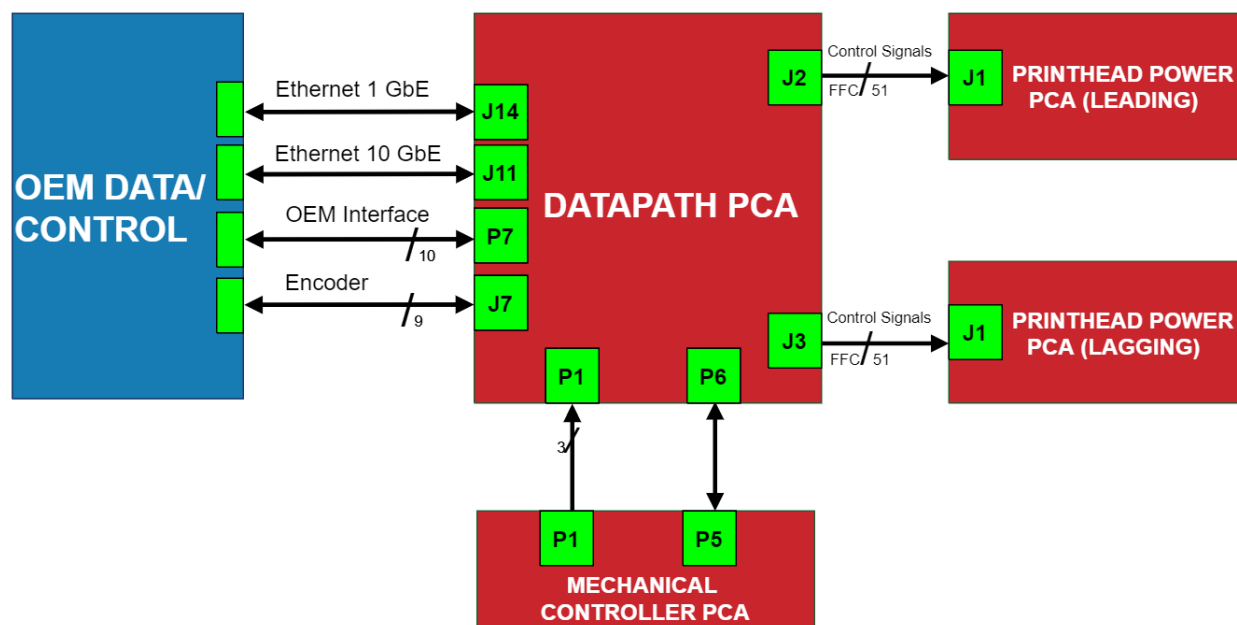 OEM DATA/
CONTROL
Ethernet 1 GbE
Ethernet 10 GbE
OEM Interface
10
Encoder
9
J14
J11
P7
J7
DATAPATH PCA
J2
J3
P1
P6
Control Signals
FFC 51
J1
PRINTHEAD POWER
PCA (LEADING)
Control Signals
FFC 51
J1
PRINTHEAD POWER
PCA (LAGGING)
3
P1
P5
MECHANICAL
CONTROLLER PCA